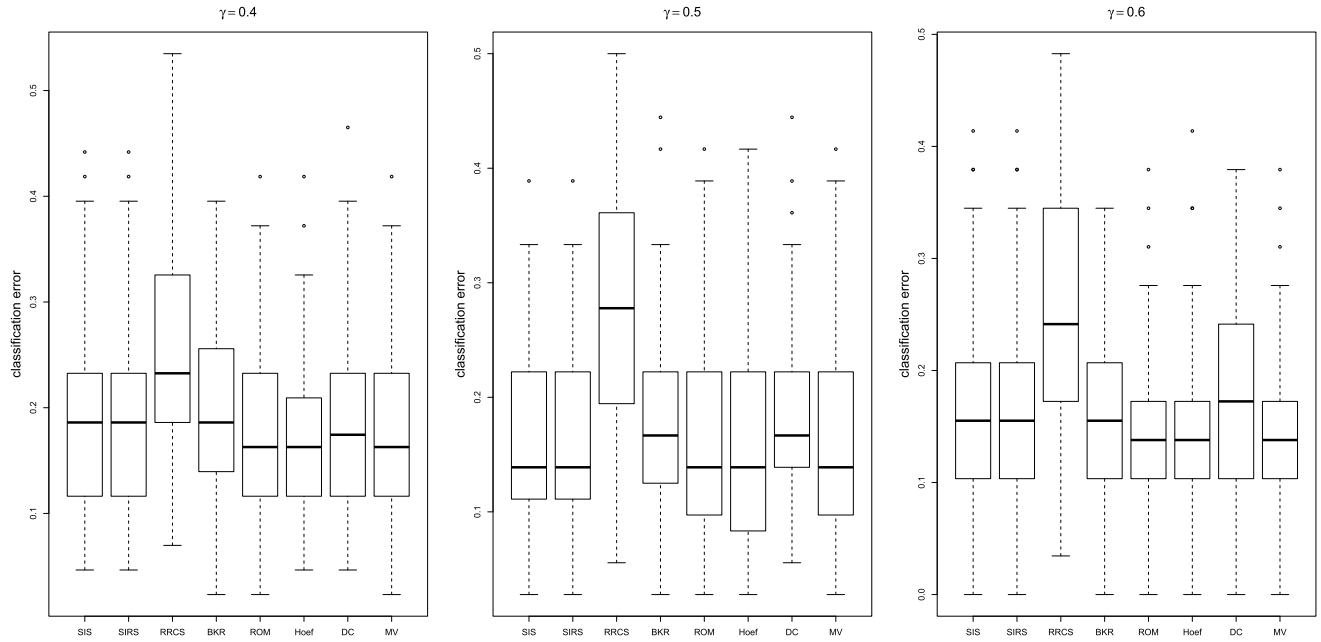 γ = 0.4
classification error
0.5
0.4
0.3
0.2
0.1
SIS SIRS RRCS BKR ROM Hoef DC MV
γ = 0.5
classification error
0.5
0.4
0.3
0.2
0.1
SIS SIRS RRCS BKR ROM Hoef DC MV
γ = 0.6
classification error
0.5
0.4
0.3
0.2
0.1
0.0
SIS SIRS RRCS BKR ROM Hoef DC MV